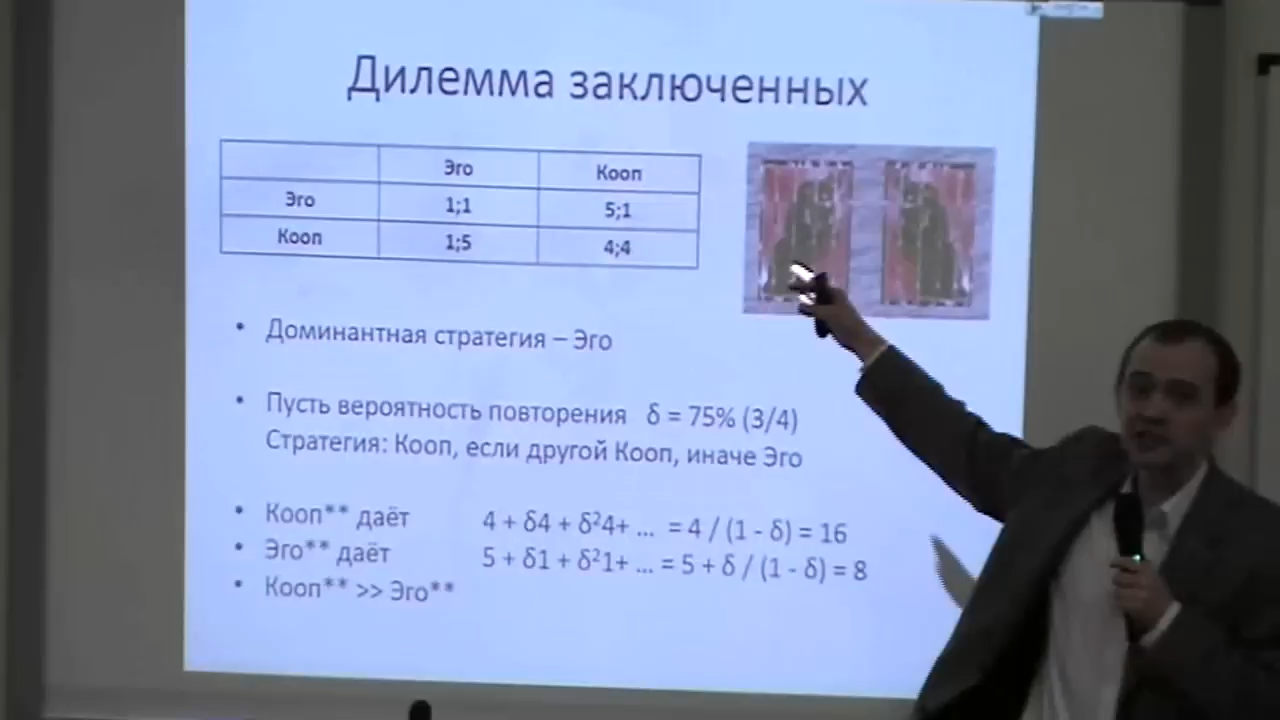 Дилемма заключенных
Эго Кооп
Эго 1;1 5;1
Кооп 1;5 4;4
• Доминантная стратегия – Эго
• Пусть вероятность повторения δ = 75% (3/4)
Стратегия: Кооп, если другой Кооп, иначе Эго
• Кооп** даёт 4 + δ4 + δ²4+ ... = 4 / (1 - δ) = 16
• Эго** даёт 5 + δ1 + δ²1+ ... = 5 + δ / (1 - δ) = 8
• Кооп** >> Эго**